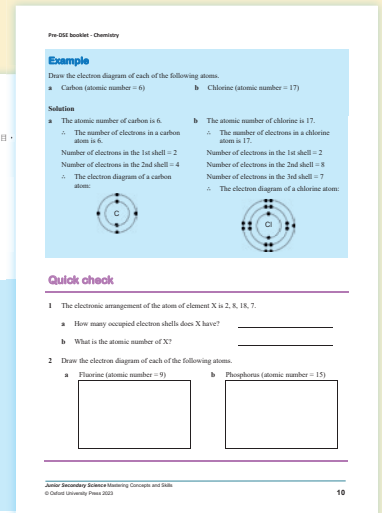 Pre-DSE booklet - Chemistry
Example
Draw the electron diagram of each of the following atoms.
a Carbon (atomic number = 6)
b Chlorine (atomic number = 17)
Solution
a The atomic number of carbon is 6.
∴ The number of electrons in a carbon
atom is 6.
Number of electrons in the 1st shell = 2
Number of electrons in the 2nd shell = 4
∴ The electron diagram of a carbon
atom:
C
b The atomic number of chlorine is 17.
∴ The number of electrons in a chlorine
atom is 17.
Number of electrons in the 1st shell = 2
Number of electrons in the 2nd shell = 8
Number of electrons in the 3rd shell = 7
∴ The electron diagram of a chlorine atom:
Cl
Quick check
1 The electronic arrangement of the atom of element X is 2, 8, 18, 7.
a How many occupied electron shells does X have?
b What is the atomic number of X?
2 Draw the electron diagram of each of the following atoms.
a Fluorine (atomic number = 9)
b Phosphorus (atomic number = 15)
Junior Secondary Science Mastering Concepts and Skills
© Oxford University Press 2023
10
目，